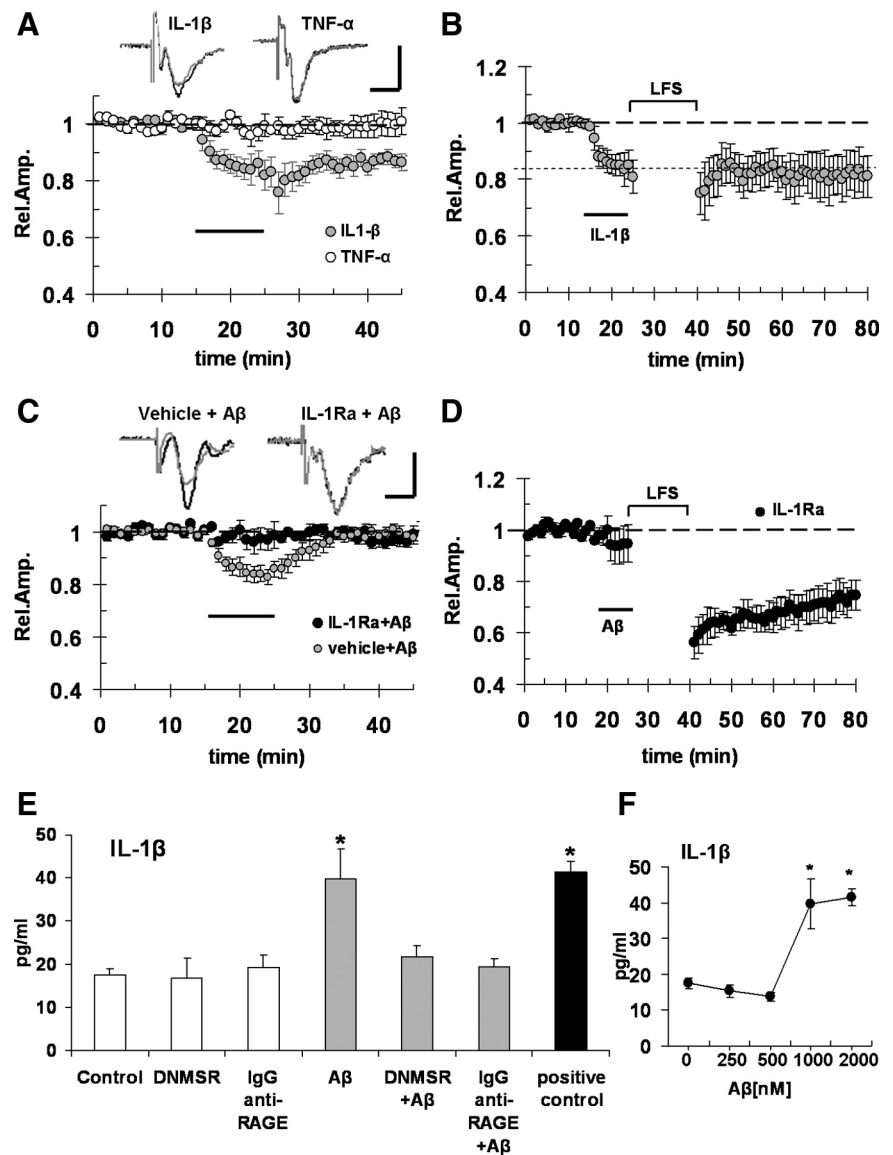 A
IL-1β
TNF-α
1
0.8
0.6
0.4
Rel.Amp.
IL1-β
TNF-α
0
10
20
30
40
time (min)
B
1.2
1
0.8
0.6
0.4
Rel.Amp.
LFS
IL-1β
0
10
20
30
40
50
60
70
80
time (min)
C
Vehicle + Aβ
IL-1Ra + Aβ
1
0.9
0.8
0.6
0.4
Rel.Amp.
IL-1Ra+Aβ
vehicle+Aβ
0
10
20
30
40
time (min)
D
1.2
1.0
0.8
0.6
0.4
Rel.Amp.
LFS
IL-1Ra
Aβ
0
10
20
30
40
50
60
70
80
time (min)
E
IL-1β
50
40
30
20
10
0
pg/ml
*
*
Control
DNMSR
IgG
anti-
RAGE
Aβ
DNMSR
+Aβ
IgG
anti-RAGE
+Aβ
positive
control
F
IL-1β
50
40
30
20
10
0
pg/ml
*
*
0
250
500
1000
2000
Aβ[nM]